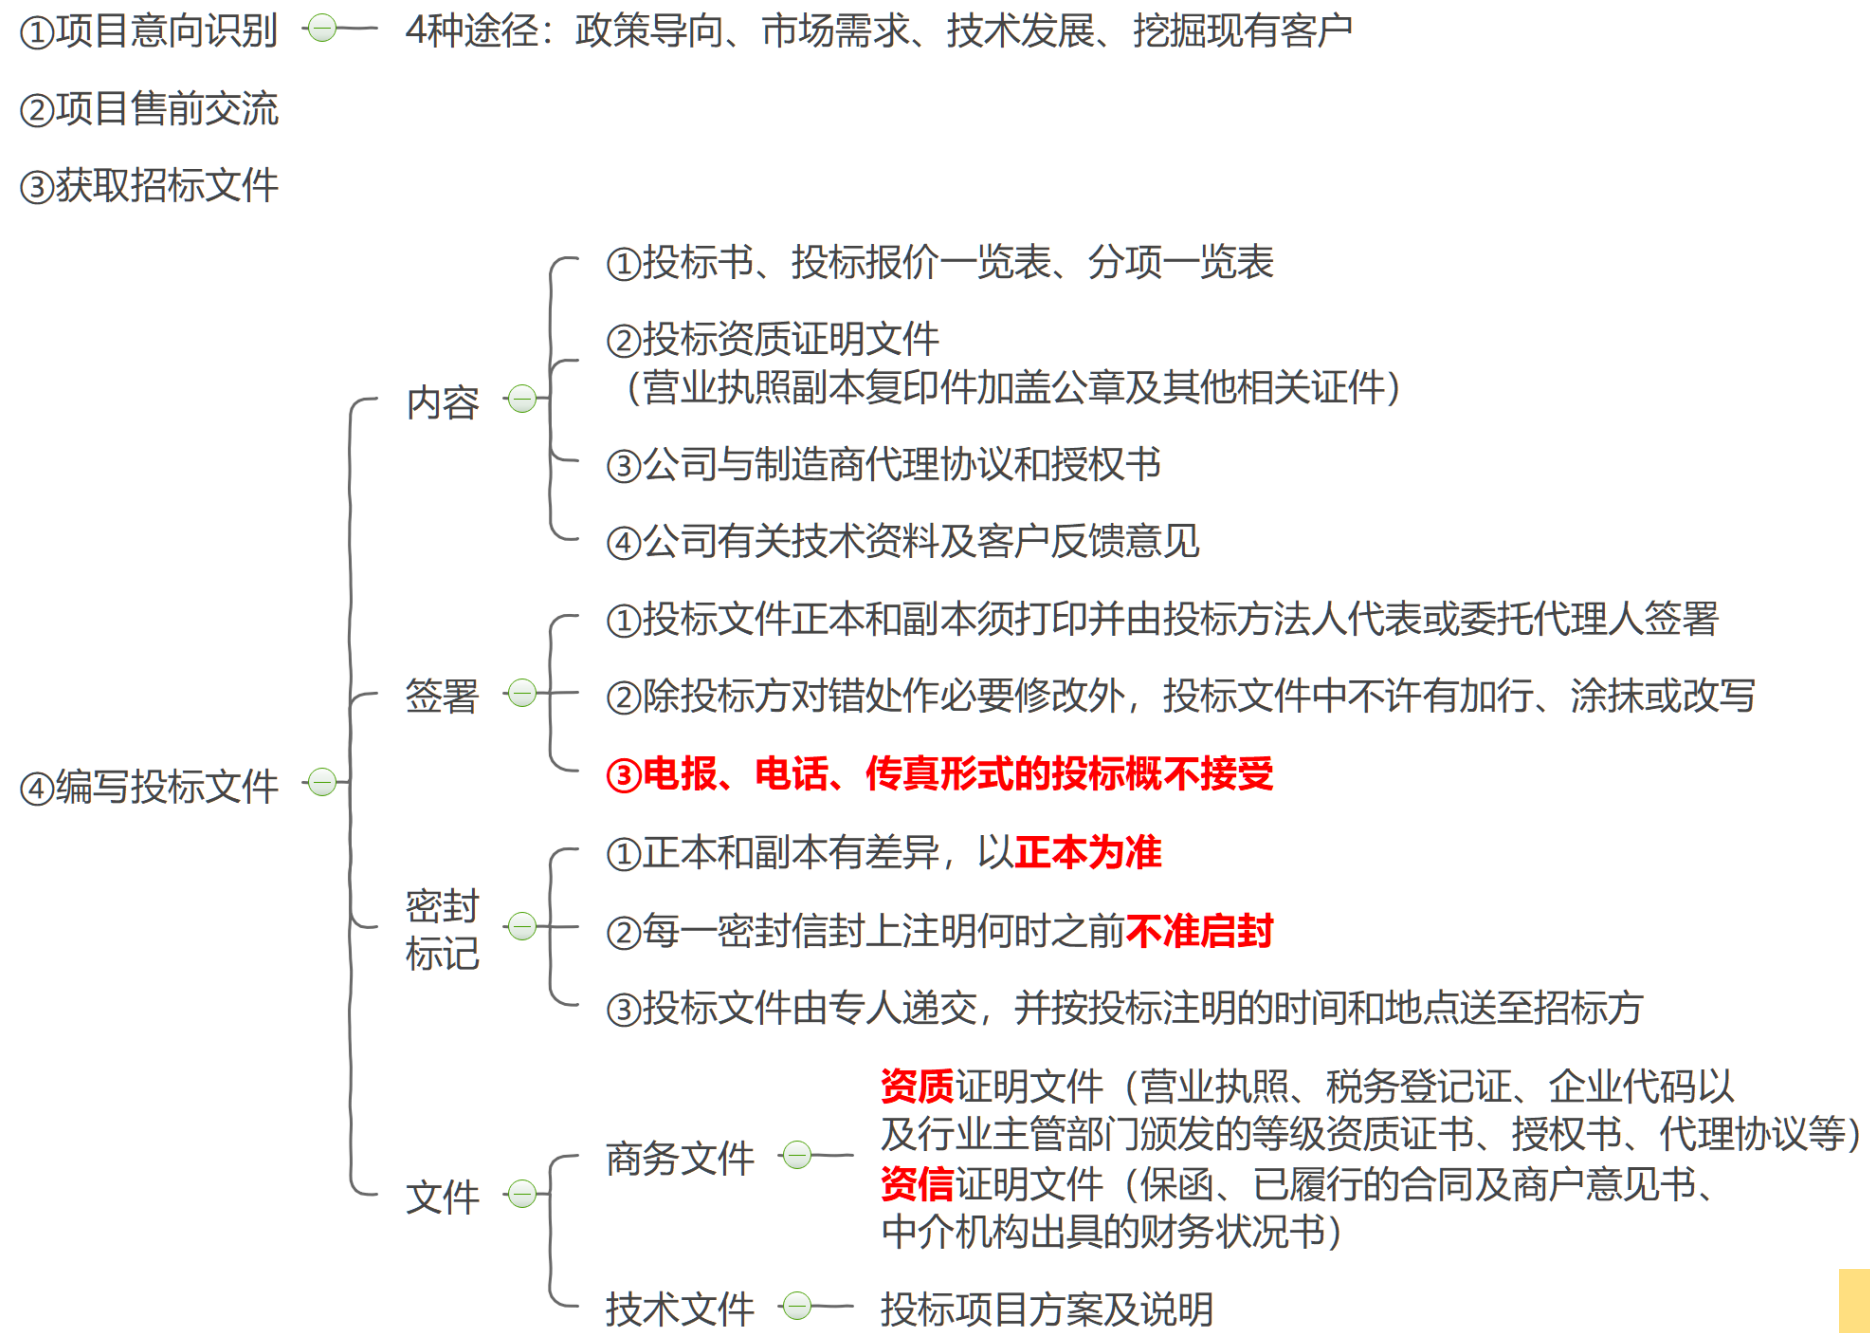 ①项目意向识别
4种途径：政策导向、市场需求、技术发展、挖掘现有客户
②项目售前交流
③获取招标文件
④编写投标文件
内容
①投标书、投标报价一览表、分项一览表
②投标资质证明文件
（营业执照副本复印件加盖公章及其他相关证件）
③公司与制造商代理协议和授权书
④公司有关技术资料及客户反馈意见
签署
①投标文件正本和副本须打印并由投标方法人代表或委托代理人签署
②除投标方对错处作必要修改外，投标文件中不许有加行、涂抹或改写
③电报、电话、传真形式的投标概不接受
密封
标记
①正本和副本有差异，以正本为准
②每一密封信封上注明何时之前不准启封
③投标文件由专人递交，并按投标注明的时间和地点送至招标方
文件
商务文件
资质证明文件（营业执照、税务登记证、企业代码以
及行业主管部门颁发的等级资质证书、授权书、代理协议等）
资信证明文件（保函、已履行的合同及商户意见书、
中介机构出具的财务状况书）
技术文件
投标项目方案及说明